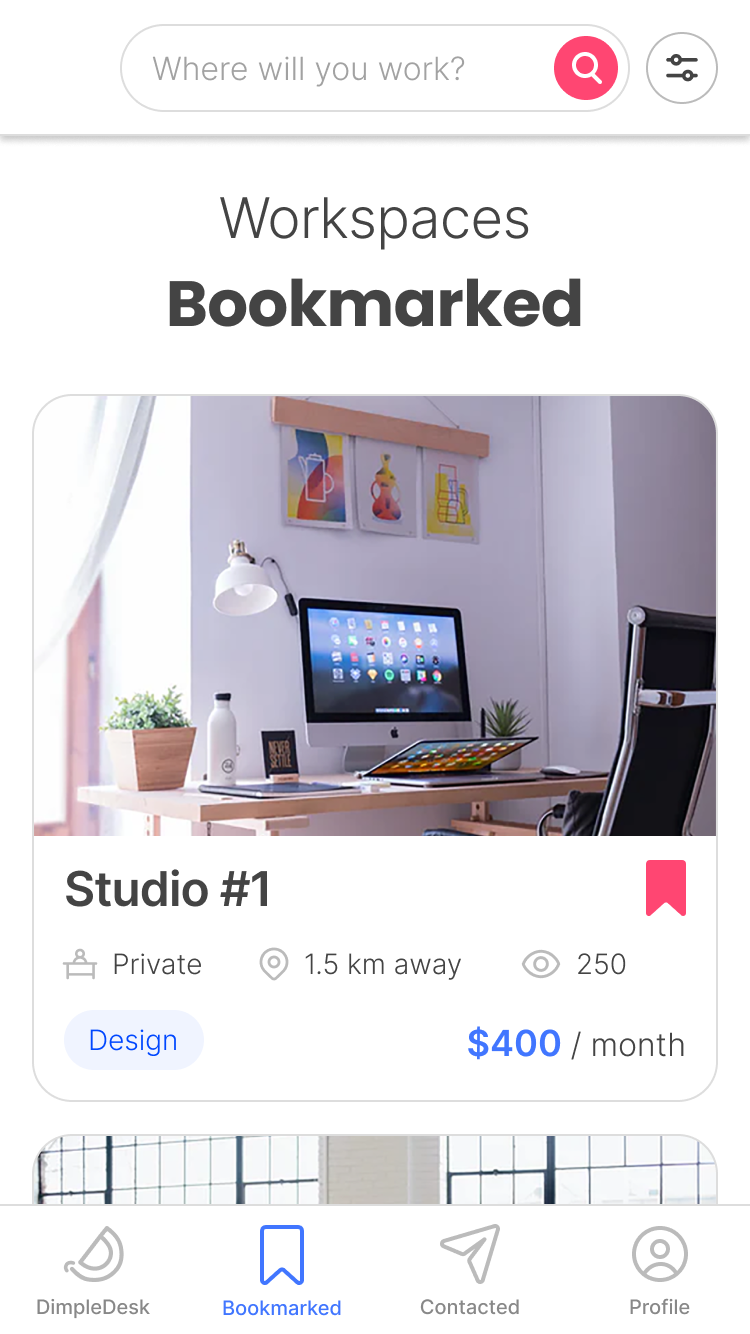 Where will you work?
Workspaces
Bookmarked
NEVER
SETTLE
Studio #1
Private
1.5 km away
250
Design
$400 / month
DimpleDesk
Bookmarked
Contacted
Profile